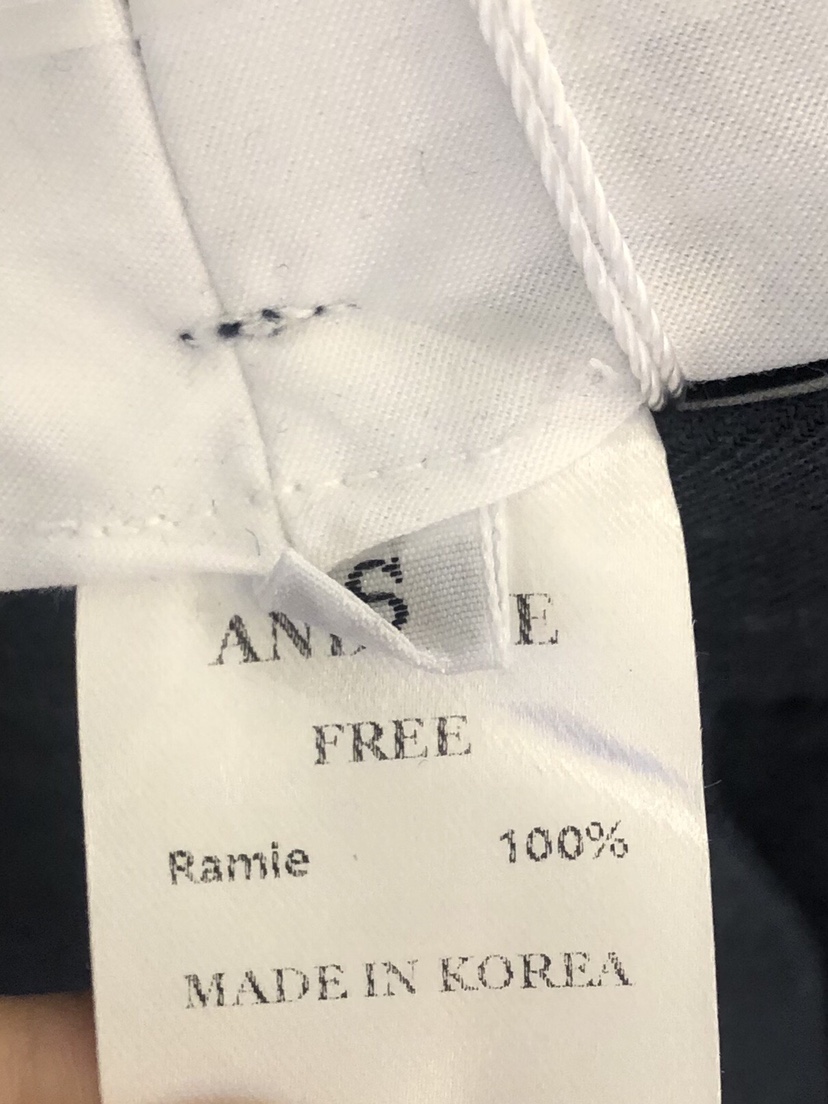 S
FREE
Ramie 100%
MADE IN KOREA